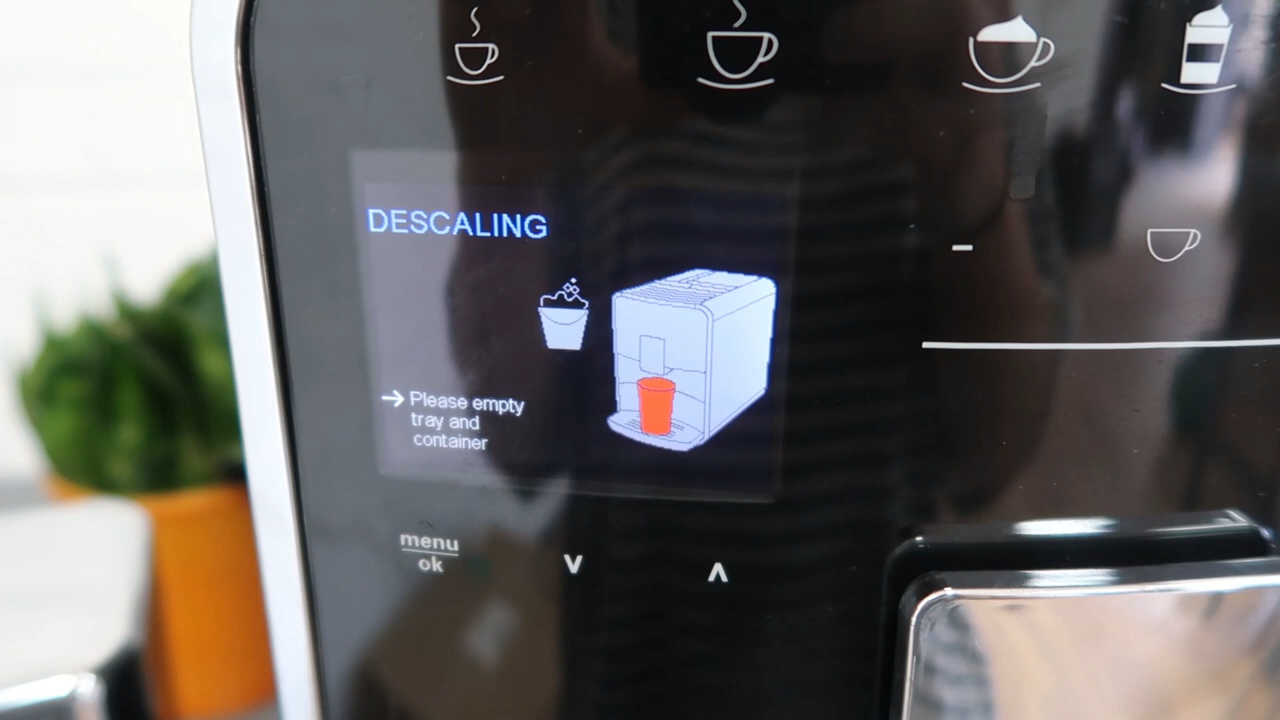 DESCALING
→ Please empty
tray and
container
menu
ok